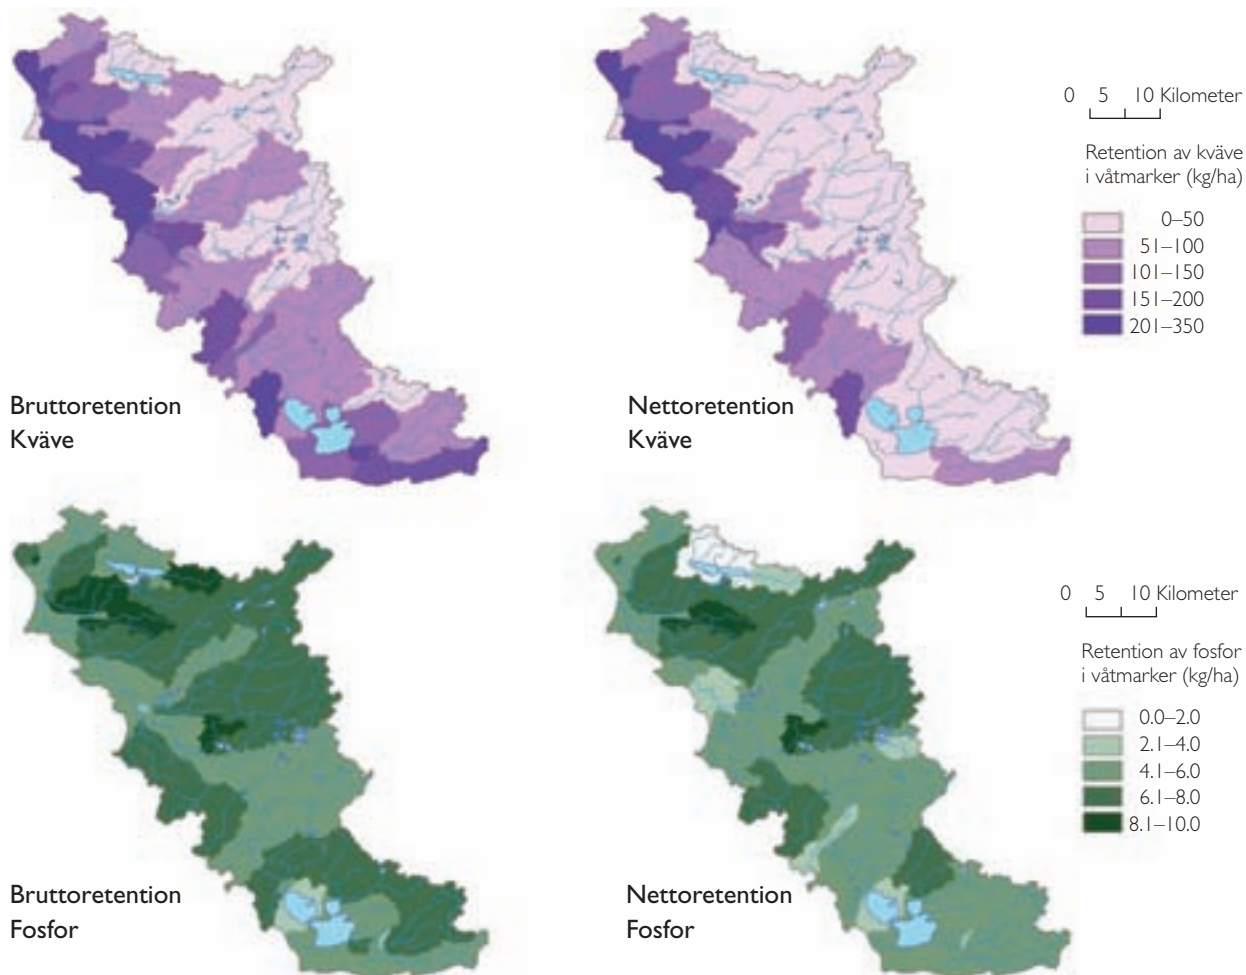 0 5 10 Kilometer
Retention av kväve
i våtmarker (kg/ha)
0–50
51–100
101–150
151–200
201–350
Bruttoretention
Kväve
Nettoretention
Kväve
0 5 10 Kilometer
Retention av fosfor
i våtmarker (kg/ha)
0.0–2.0
2.1–4.0
4.1–6.0
6.1–8.0
8.1–10.0
Bruttoretention
Fosfor
Nettoretention
Fosfor